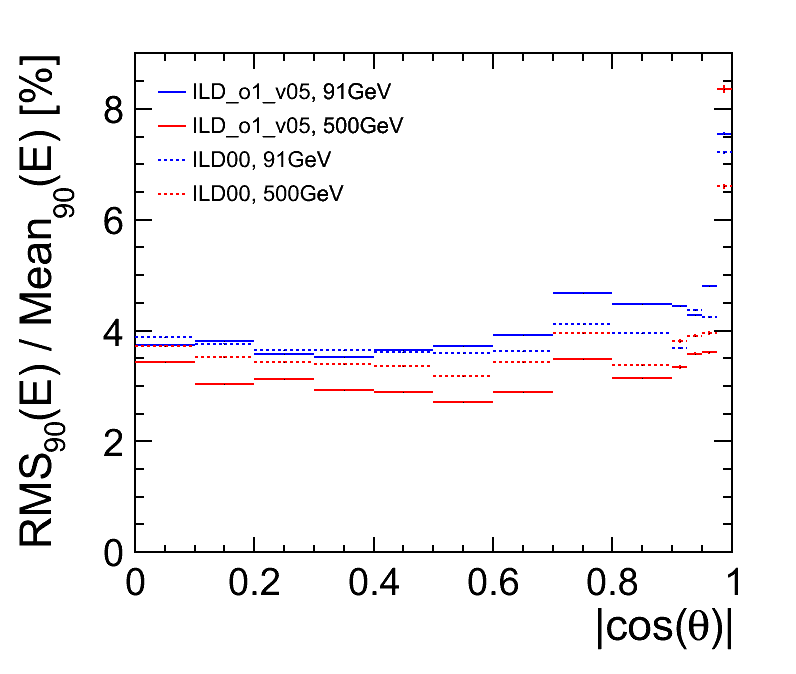 RMS90(E) / Mean90(E) [%]
ILD_o1_v05, 91GeV
ILD_o1_v05, 500GeV
ILD00, 91GeV
ILD00, 500GeV
8
6
4
2
0
0 0.2 0.4 0.6 0.8 1
|cos(θ)|